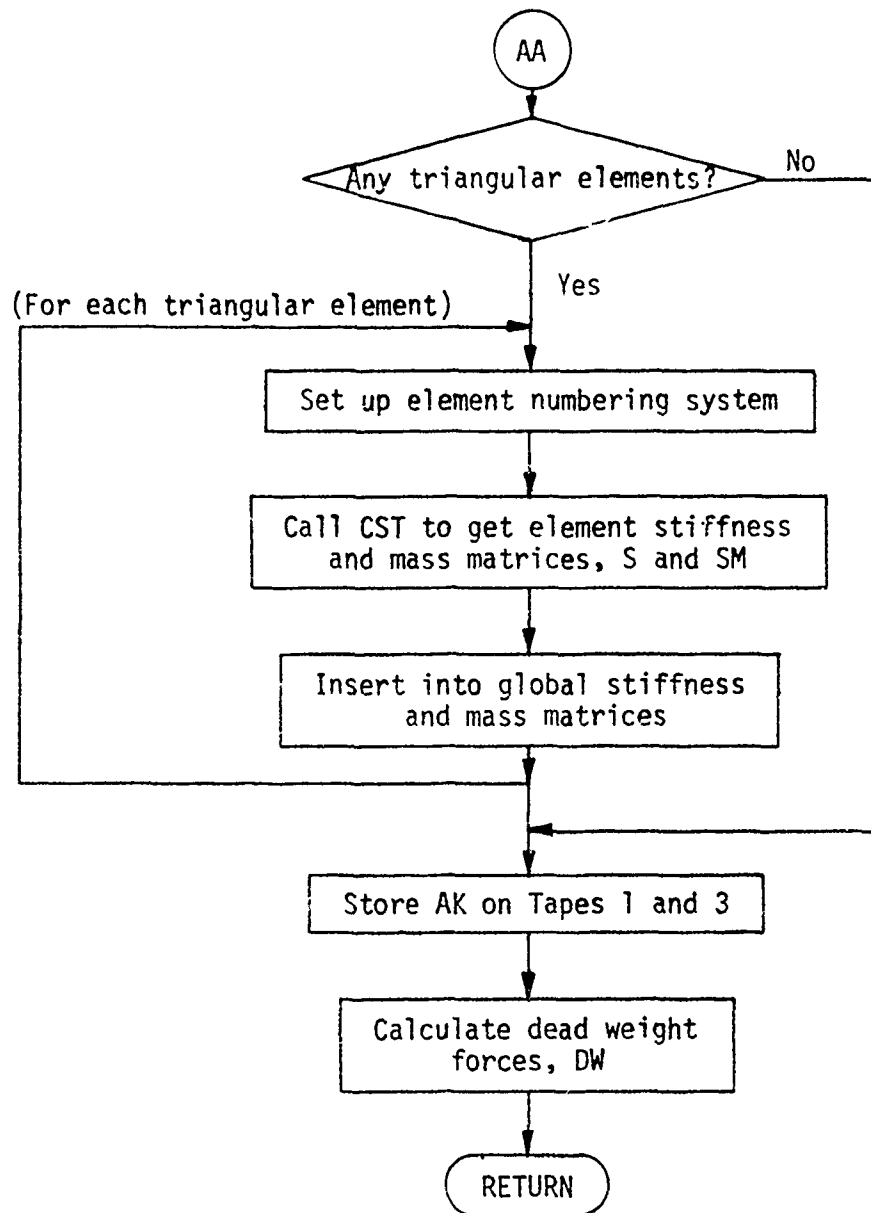 AA
Any triangular elements?
No
Yes
(For each triangular element)
Set up element numbering system
Call CST to get element stiffness
and mass matrices, S and SM
Insert into global stiffness
and mass matrices
Store AK on Tapes 1 and 3
Calculate dead weight
forces, DW
RETURN